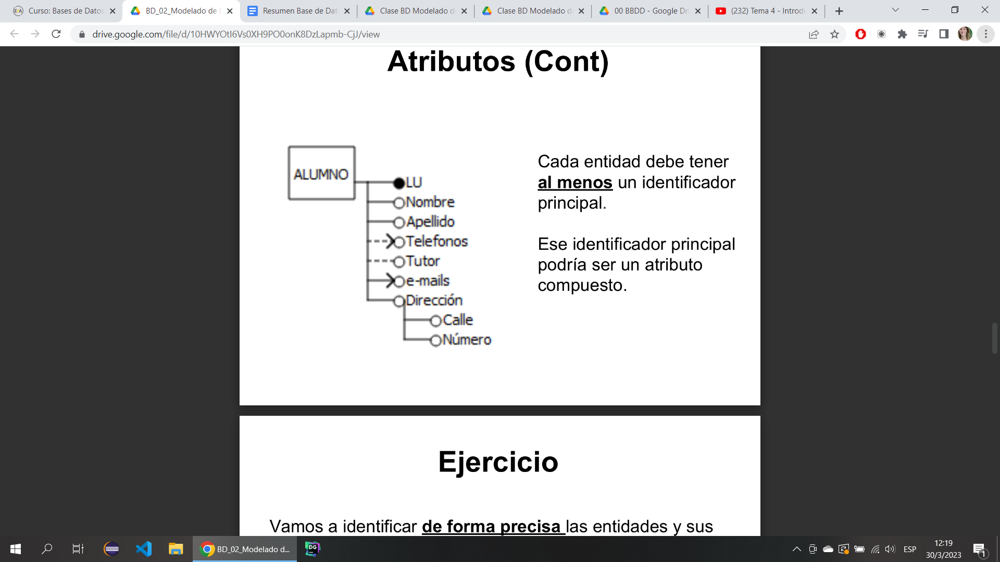 Curso: Bases de Datos
BD_02_Modelado de D
Resumen Base de Dat
Clase BD Modelado d
Clase BD Modelado d
00 BBDD - Google Dri
(232) Tema 4 - Introdu
drive.google.com/file/d/10HWYOtI6Vs0XH9PO0onK8DzLapmb-CjJ/view
Atributos (Cont)
ALUMNO
LU
Nombre
Apellido
Telefonos
Tutor
e-mails
Dirección
Calle
Número
Cada entidad debe tener
al menos un identificador
principal.
Ese identificador principal
podría ser un atributo
compuesto.
Ejercicio
Vamos a identificar de forma precisa las entidades y sus
BD_02_Modelado d...
DG
ESP
12:19
30/3/2023
1